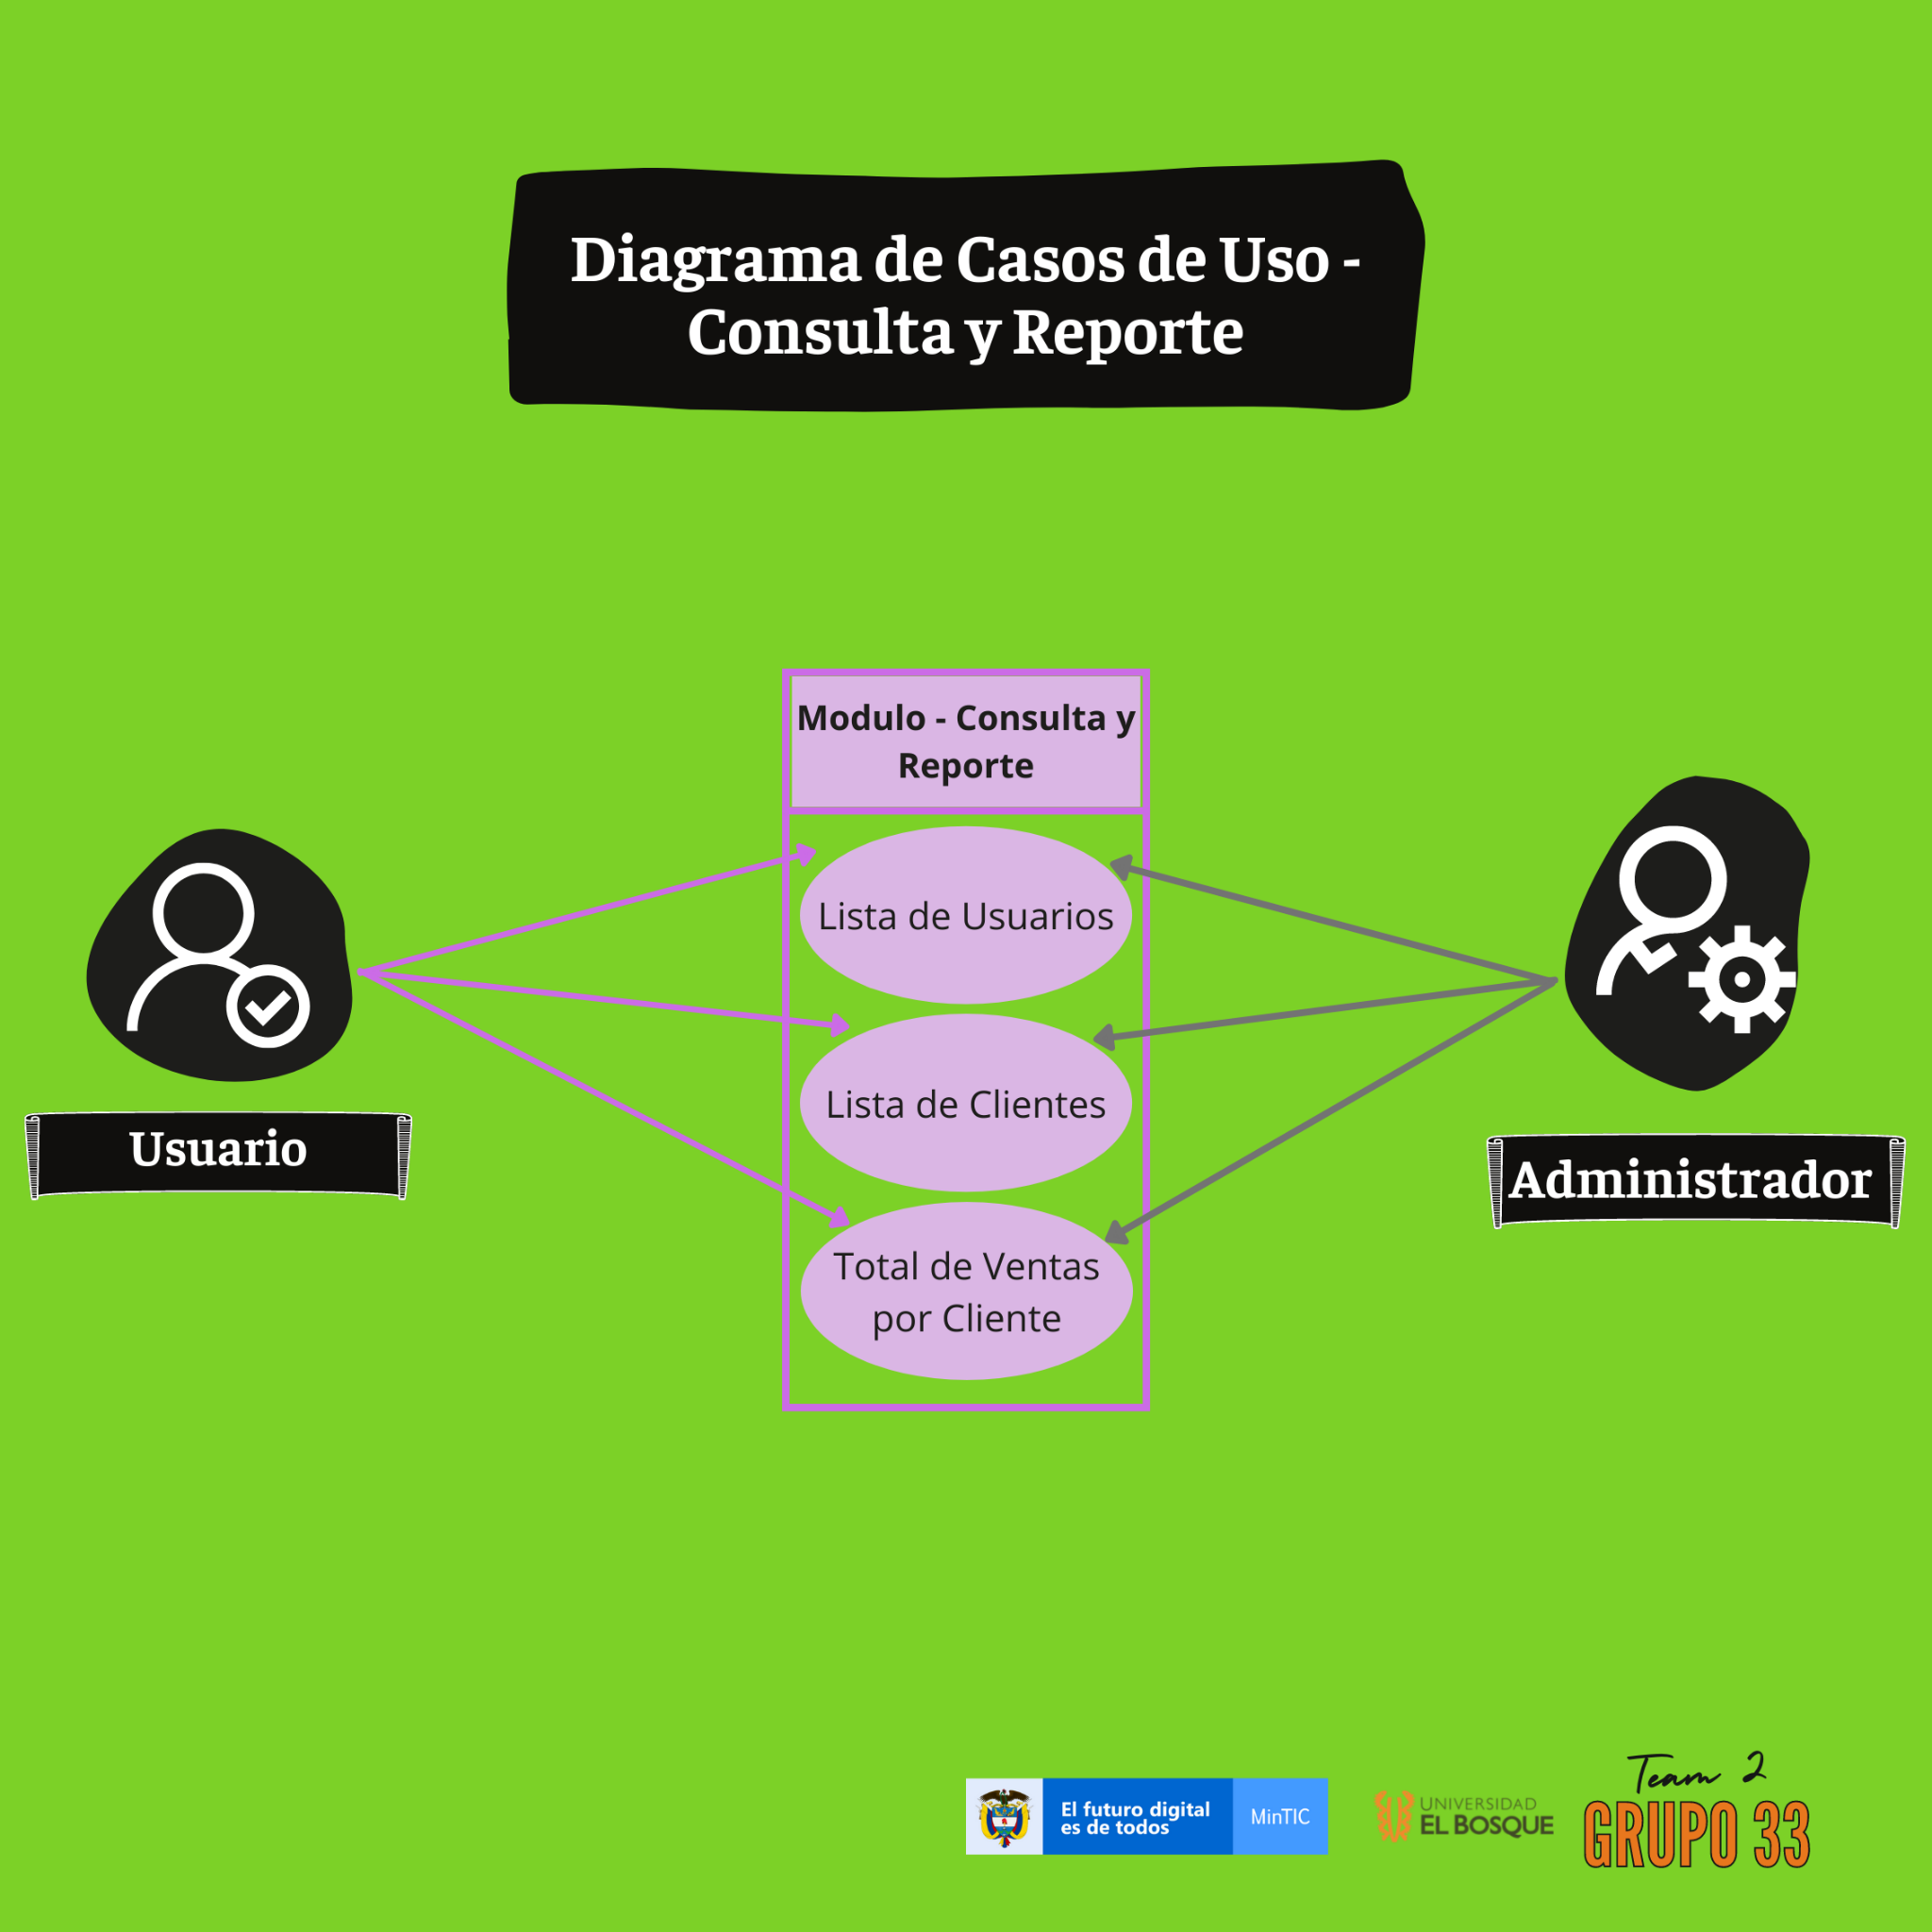 Diagrama de Casos de Uso -
Consulta y Reporte
Modulo - Consulta y
Reporte
Lista de Usuarios
Lista de Clientes
Total de Ventas
por Cliente
Usuario
Administrador
El futuro digital
es de todos
MinTIC
UNIVERSIDAD
EL BOSQUE
Team 2
GRUPO 33